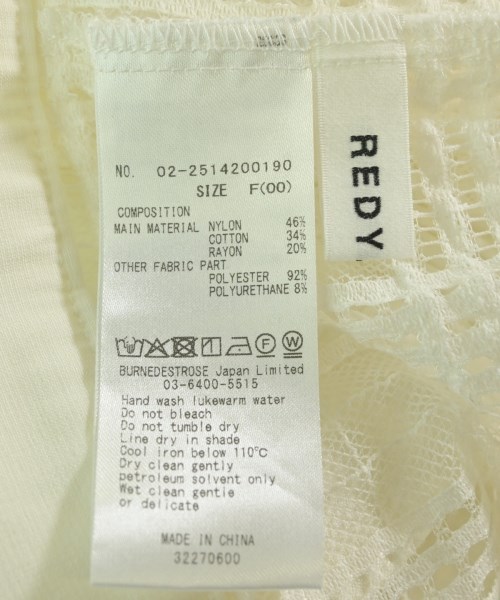 NO. 02-2514200190
SIZE F(00)
COMPOSITION
MAIN MATERIAL NYLON 46%
COTTON 34%
RAYON 20%
OTHER FABRIC PART
POLYESTER 92%
POLYURETHANE 8%
F W
BURNEDESTROSE Japan Limited
03-6400-5515
Hand wash lukewarm water
Do not bleach
Do not tumble dry
Line dry in shade
Cool iron below 110℃
Dry clean gently
petroleum solvent only
Wet clean gentle
or delicate
MADE IN CHINA
32270600
REDY